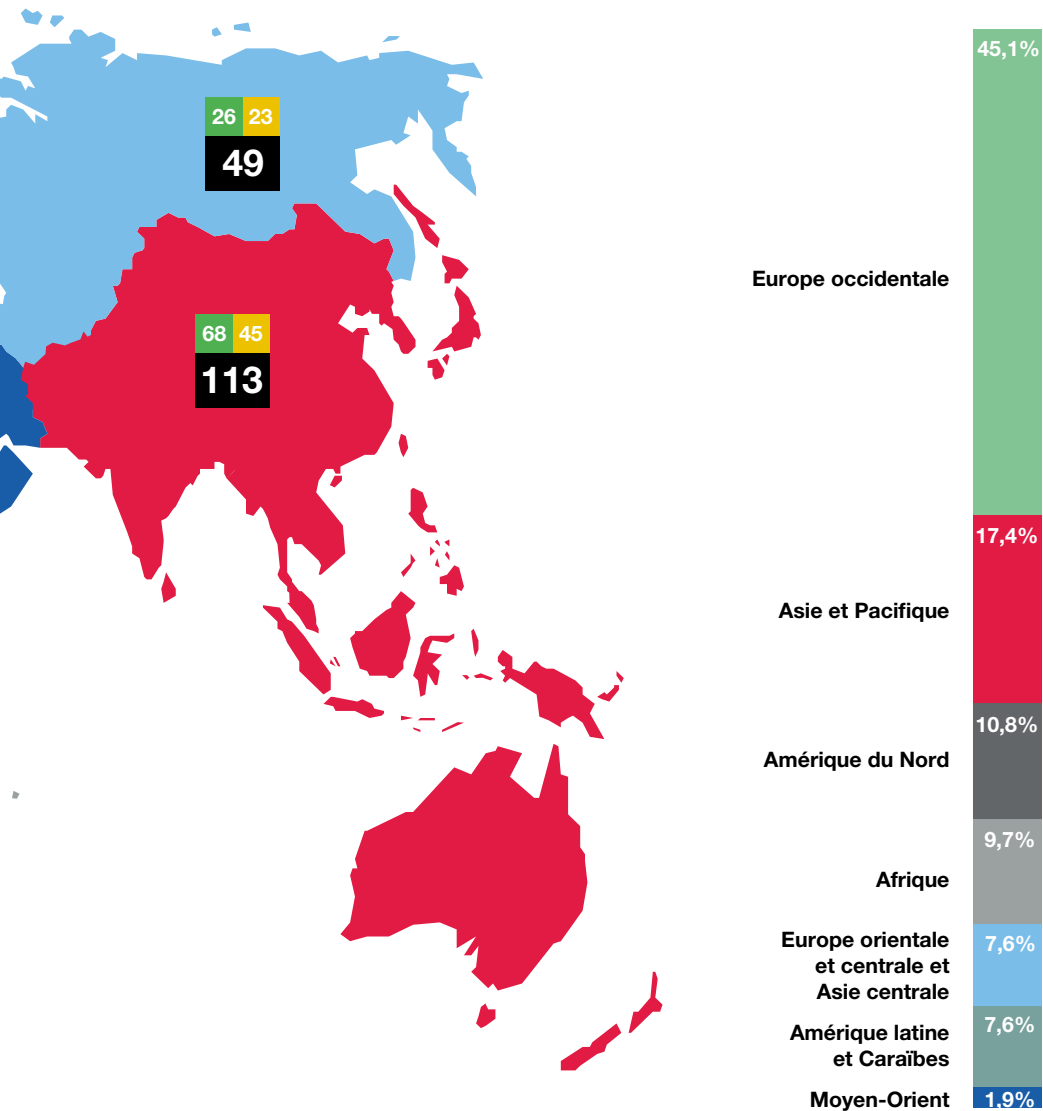 26 23
49
68 45
113
45,1%
Europe occidentale
17,4%
Asie et Pacifique
10,8%
Amérique du Nord
9,7%
Afrique
Europe orientale
et centrale et
Asie centrale
7,6%
Amérique latine
et Caraïbes
7,6%
Moyen-Orient
1,9%